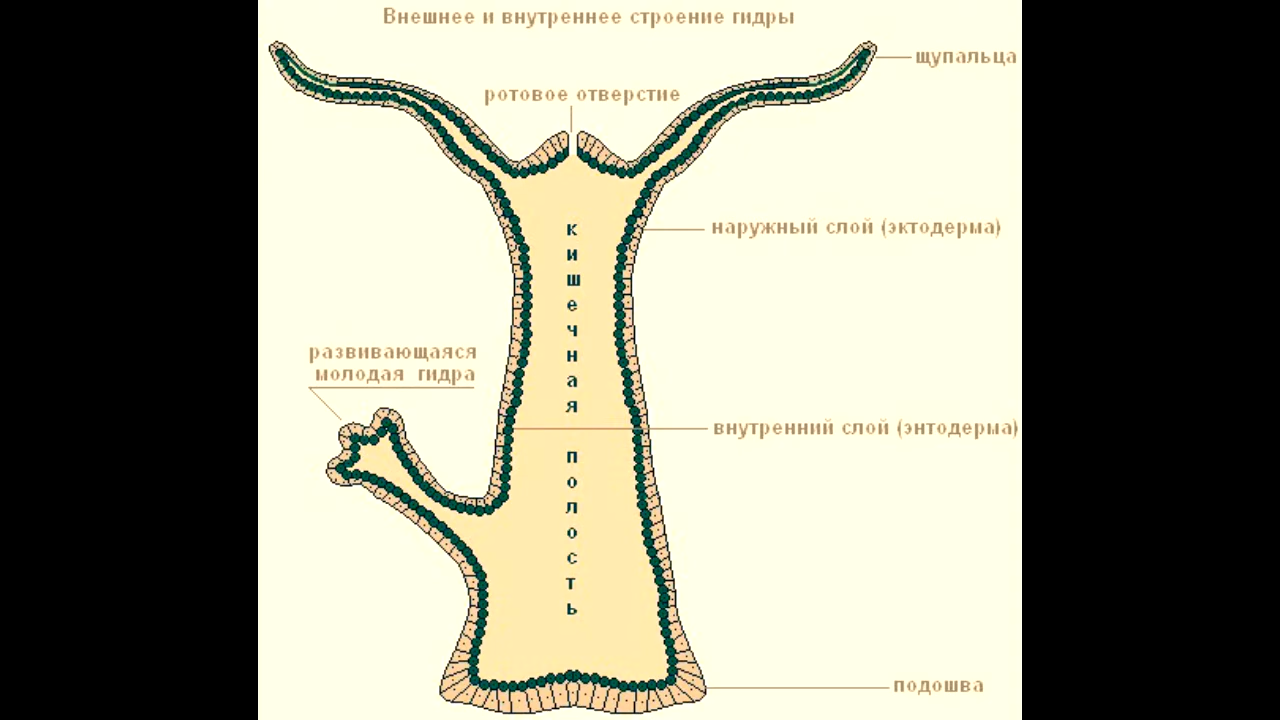 Внешнее и внутреннее строение гидры
щупальца
ротовое отверстие
наружный слой (эктодерма)
кишечная полость
развивающаяся
молодая гидра
внутренний слой (энтодерма)
подошва